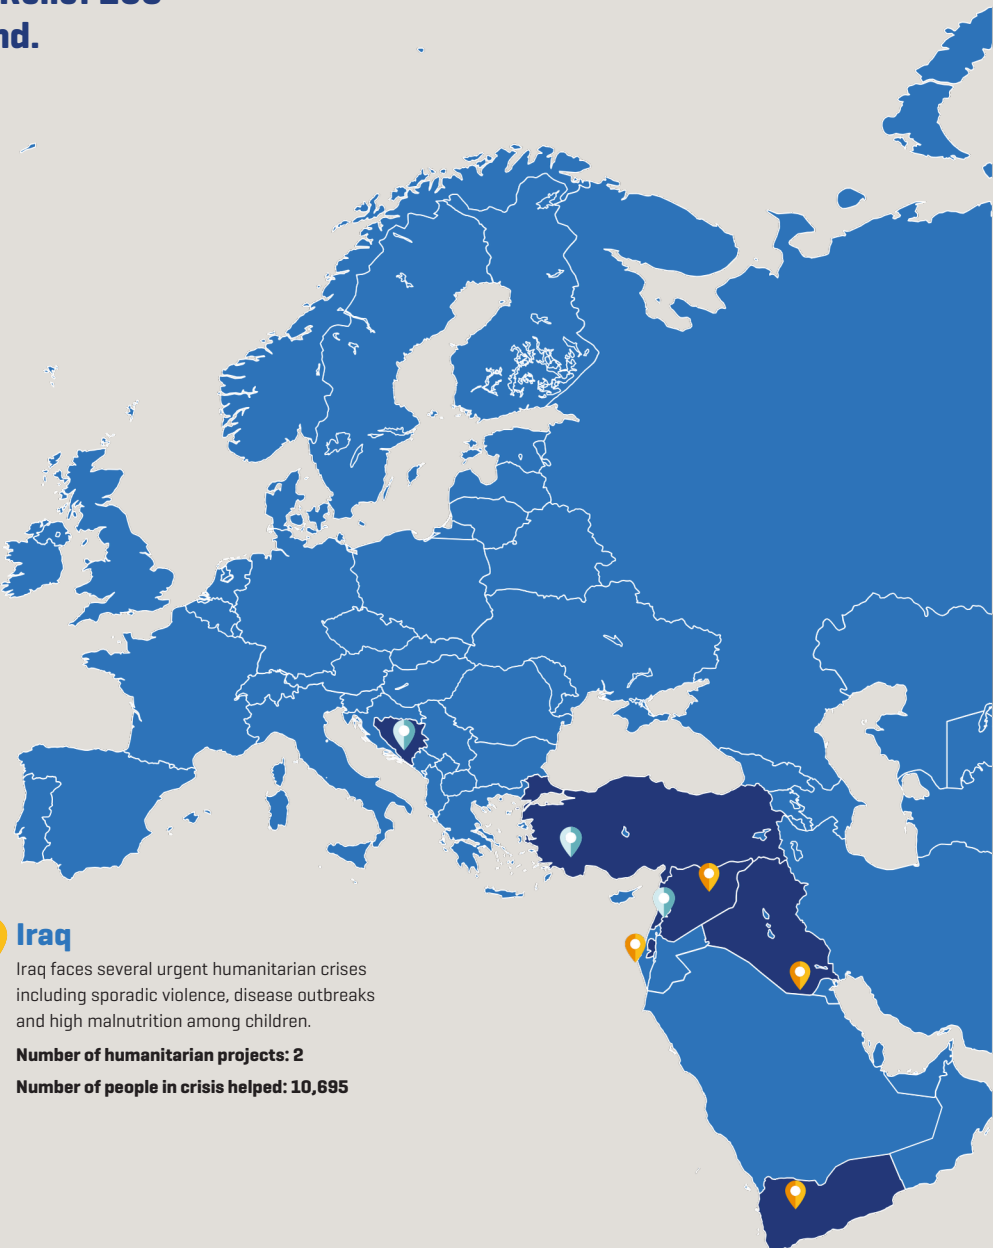 nd.
Iraq
Iraq faces several urgent humanitarian crises
including sporadic violence, disease outbreaks
and high malnutrition among children.
Number of humanitarian projects: 2
Number of people in crisis helped: 10,695